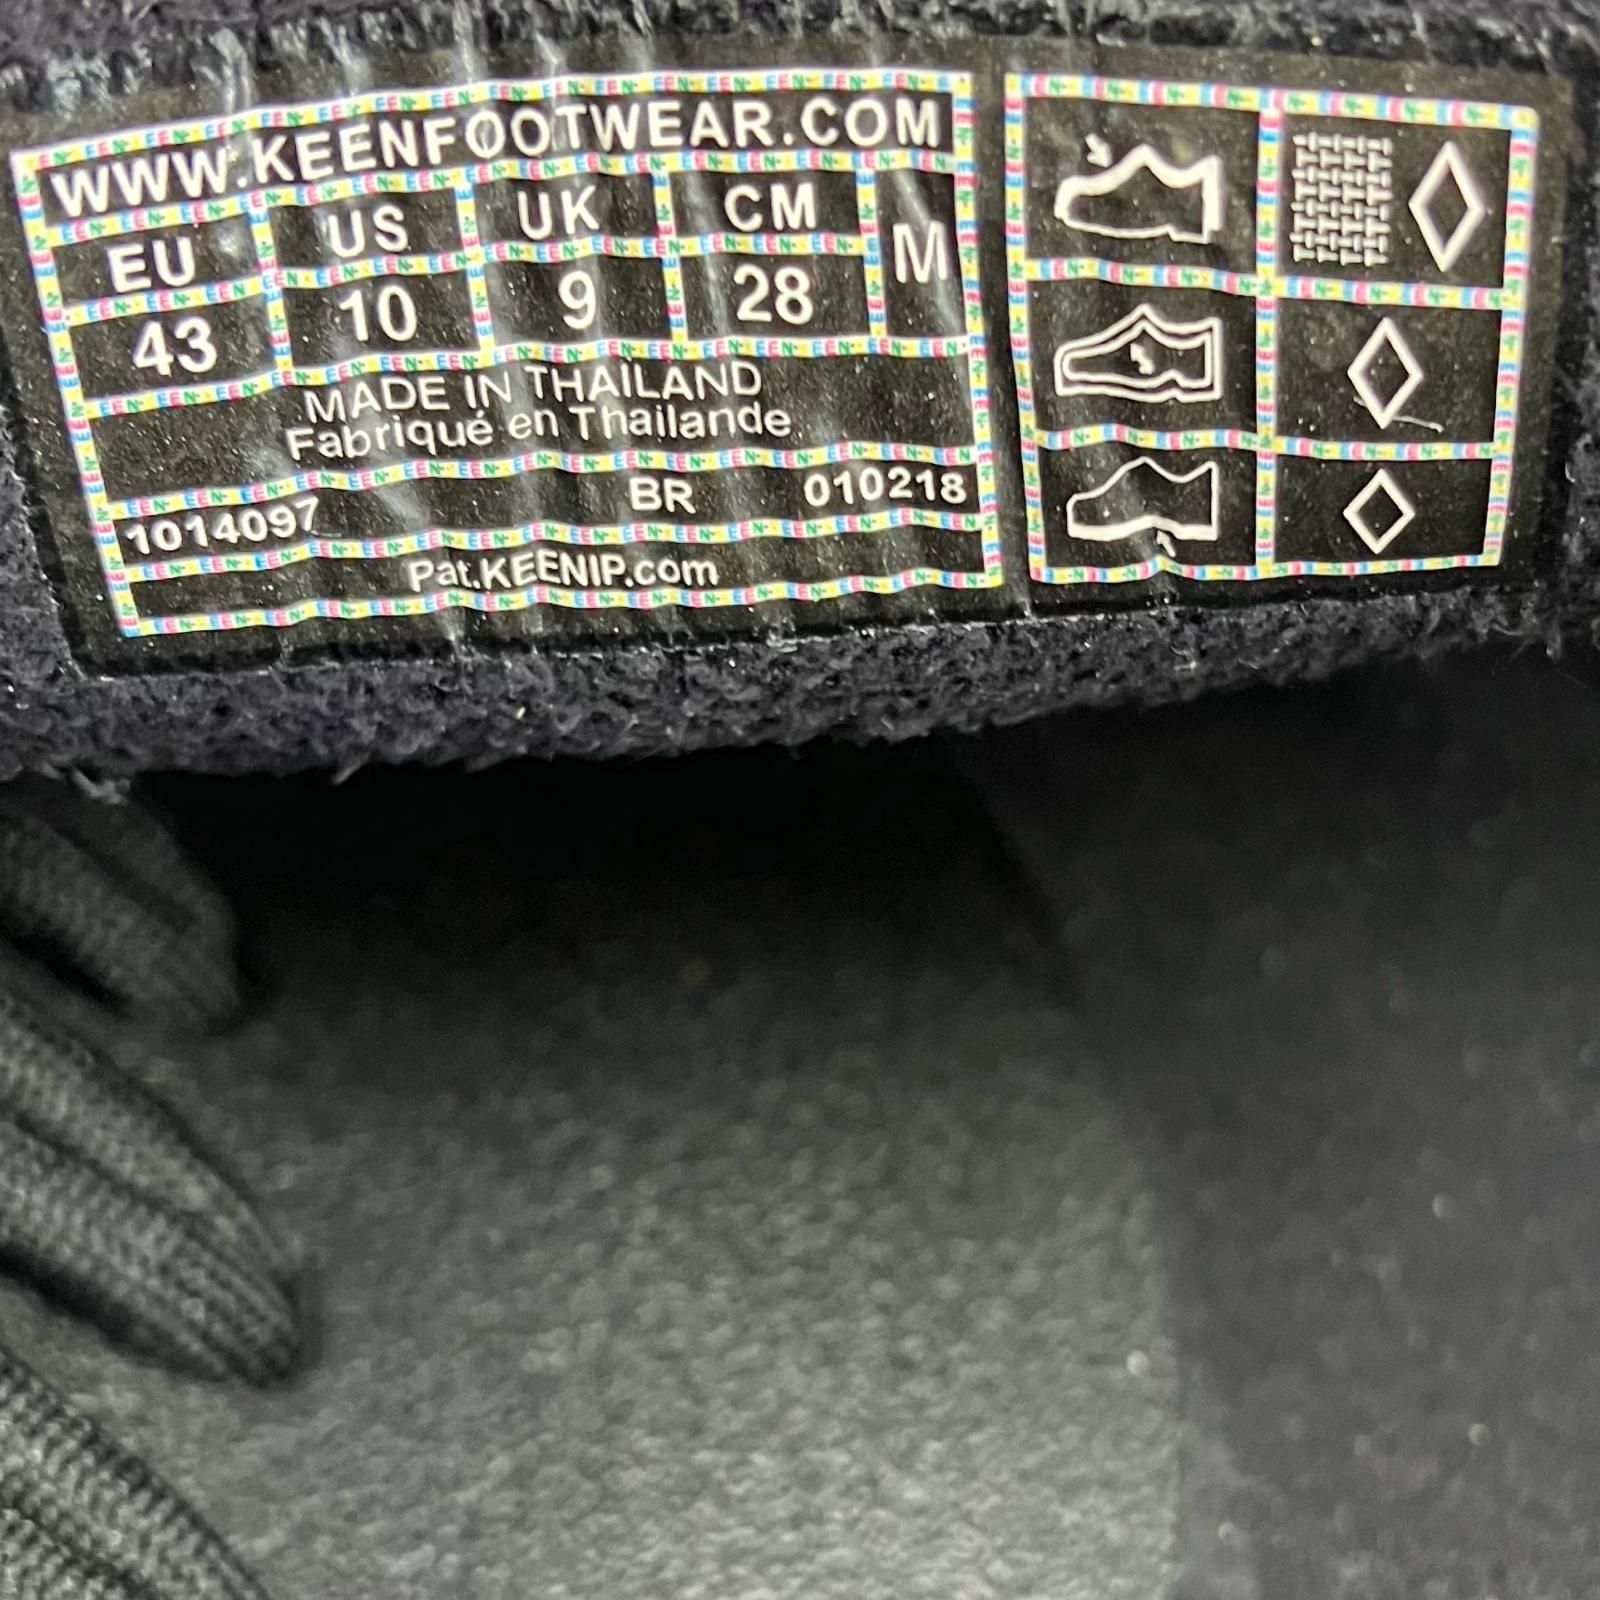 WWW.KEENFOOTWEAR.COM
EU US UK CM M
43 10 9 28
MADE IN THAILAND
Fabriqué en Thailande
1014097 BR 010218
Pat.KEENIP.com